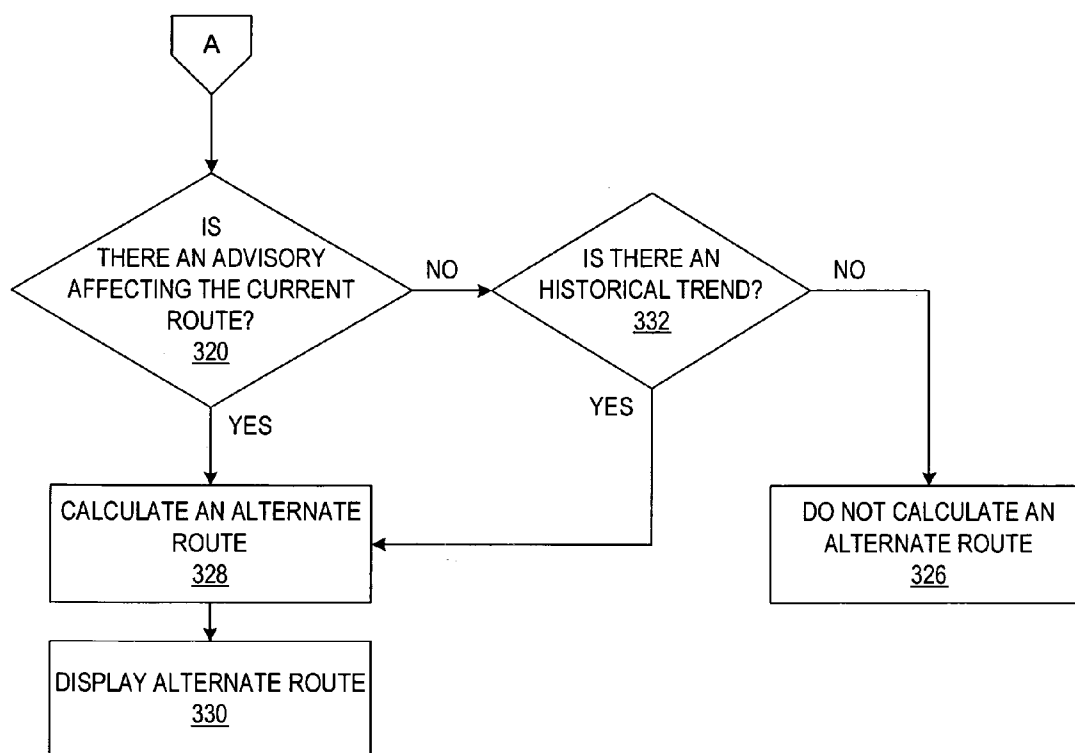 A
IS
THERE AN ADVISORY
AFFECTING THE CURRENT
ROUTE?
320
NO
IS THERE AN
HISTORICAL TREND?
332
NO
YES
YES
CALCULATE AN ALTERNATE
ROUTE
328
DO NOT CALCULATE AN
ALTERNATE ROUTE
326
DISPLAY ALTERNATE ROUTE
330